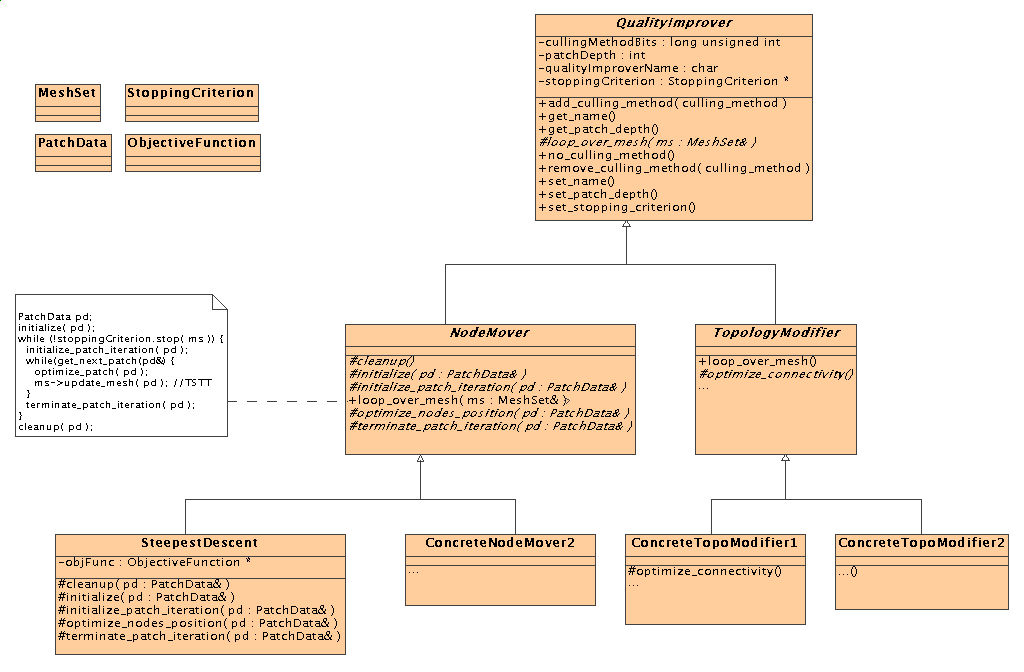 QualityImprover
-cullingMethodBits : long unsigned int
-patchDepth : int
-qualityImproverName : char
-stoppingCriterion : StoppingCriterion *
+add_culling_method( culling_method )
+get_name()
+get_patch_depth()
#loop_over_mesh( ms : MeshSet& )
+no_culling_method()
+remove_culling_method( culling_method )
+set_name()
+set_patch_depth()
+set_stopping_criterion()
MeshSet
StoppingCriterion
PatchData
ObjectiveFunction
PatchData pd;
initialize( pd );
while (!stoppingCriterion.stop( ms )) {
initialize_patch_iteration( pd );
while(get_next_patch(pd&) {
optimize_patch( pd );
ms->update_mesh( pd ); //TSTT
}
terminate_patch_iteration( pd );
}
cleanup( pd );
NodeMover
#cleanup()
#initialize( pd : PatchData& )
#initialize_patch_iteration( pd : PatchData& )
+loop_over_mesh( ms : MeshSet& )
#optimize_nodes_position( pd : PatchData& )
#terminate_patch_iteration( pd : PatchData& )
TopologyModifier
+loop_over_mesh()
#optimize_connectivity()
...
SteepestDescent
-objFunc : ObjectiveFunction *
#cleanup( pd : PatchData& )
#initialize( pd : PatchData& )
#initialize_patch_iteration( pd : PatchData& )
#optimize_nodes_position( pd : PatchData& )
#terminate_patch_iteration( pd : PatchData& )
ConcreteNodeMover2
...
ConcreteTopoModifier1
#optimize_connectivity()
...
ConcreteTopoModifier2
...()